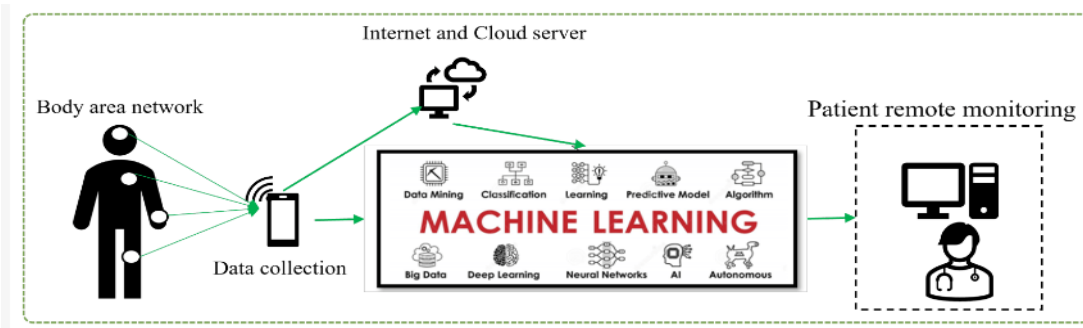 Internet and Cloud server
Body area network
Patient remote monitoring
Data Mining Classification Learning Predictive Model Algorithm
MACHINE LEARNING
Big Data Deep Learning Neural Networks AI Autonomous
Data collection